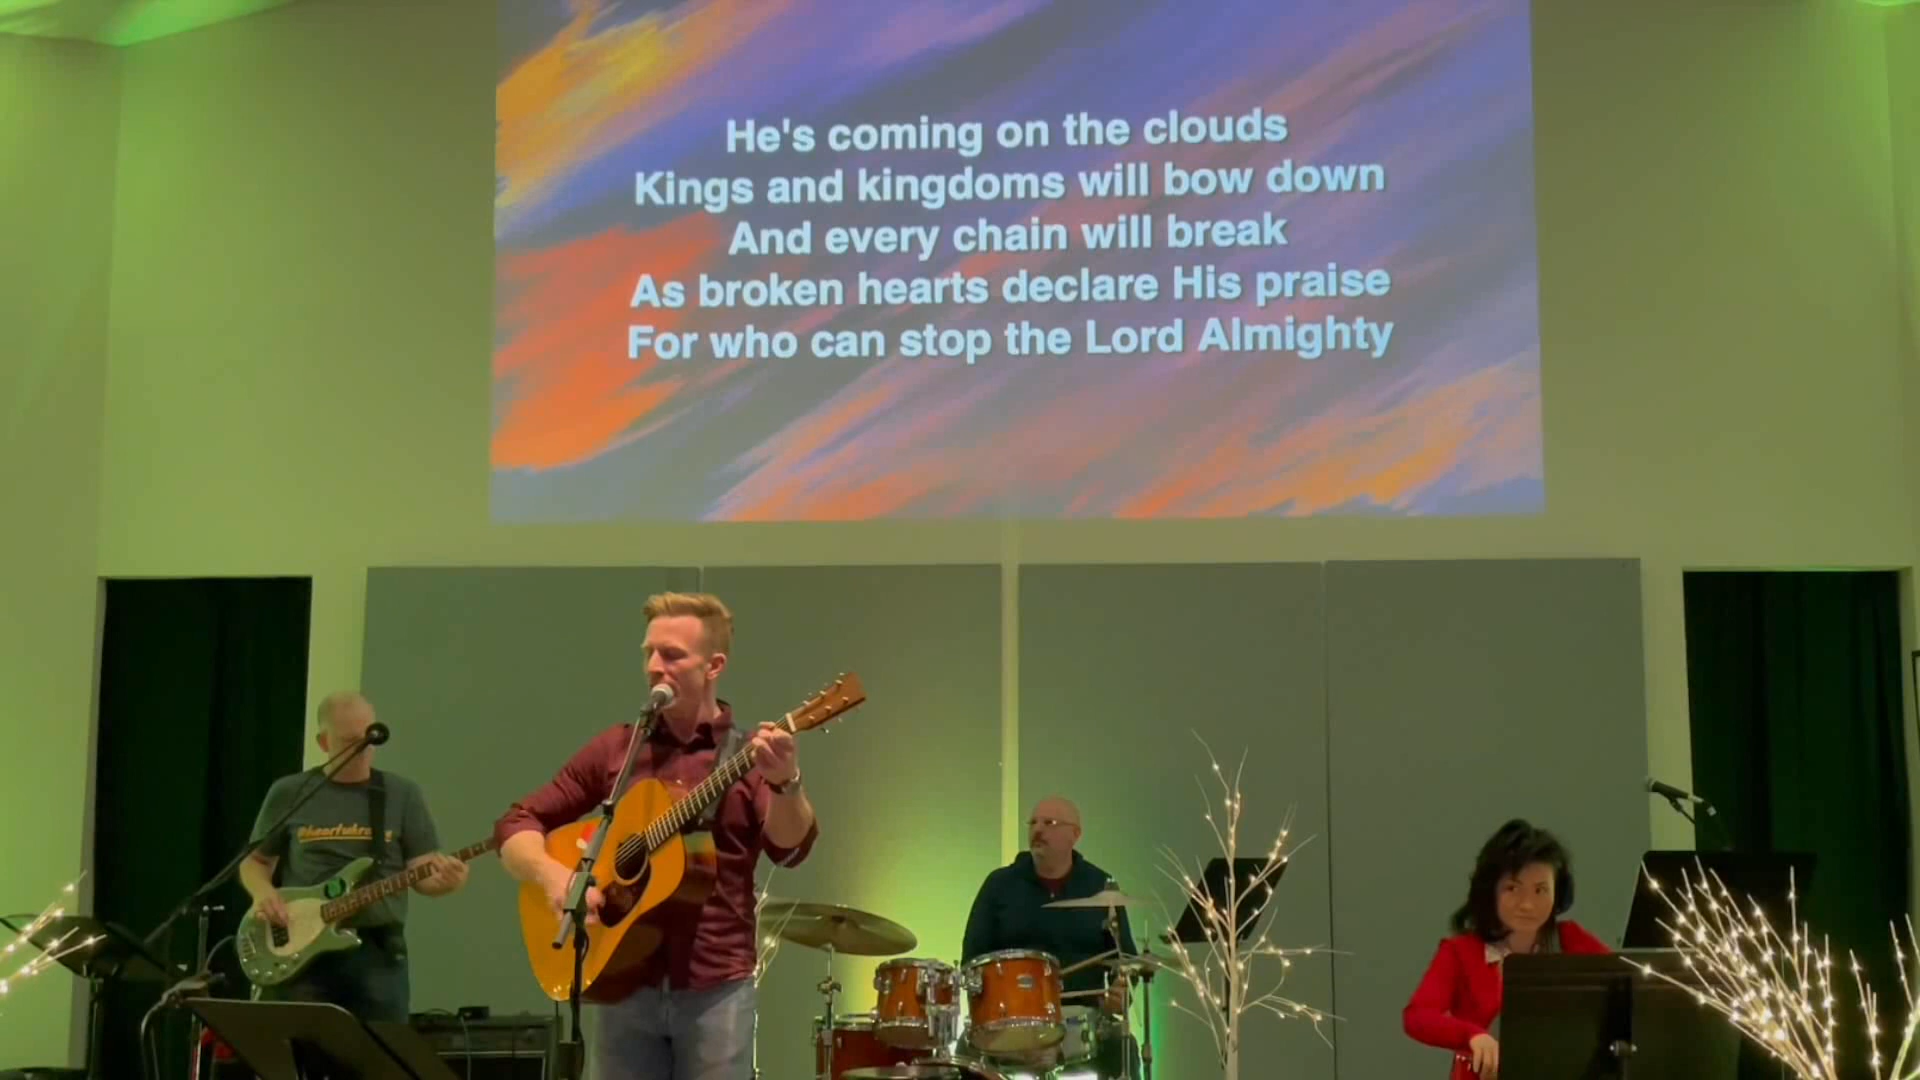 He's coming on the clouds
Kings and kingdoms will bow down
And every chain will break
As broken hearts declare His praise
For who can stop the Lord Almighty